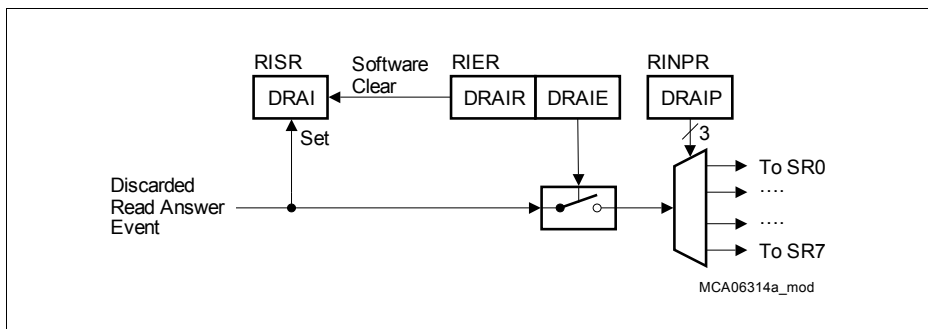 RISR
Software
Clear
RIER
RINPR
DRAI
DRAIR
DRAIE
DRAIP
Set
3
Discarded
Read Answer
Event
To SR0
....
....
To SR7
MCA06314a_mod